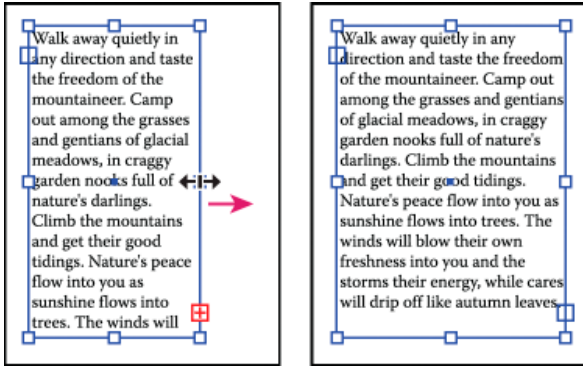 Walk away quietly in
any direction and taste
the freedom of the
mountaineer. Camp
out among the grasses
and gentians of glacial
meadows, in craggy
garden nooks full of
nature's darlings.
Climb the mountains
and get their good
tidings. Nature's peace
flow into you as
sunshine flows into
trees. The winds will
Walk away quietly in any
direction and taste the freedom
of the mountaineer. Camp out
among the grasses and gentians
of glacial meadows, in craggy
garden nooks full of nature's
darlings. Climb the mountains
and get their good tidings.
Nature's peace flow into you as
sunshine flows into trees. The
winds will blow their own
freshness into you and the
storms their energy, while cares
will drip off like autumn leaves.